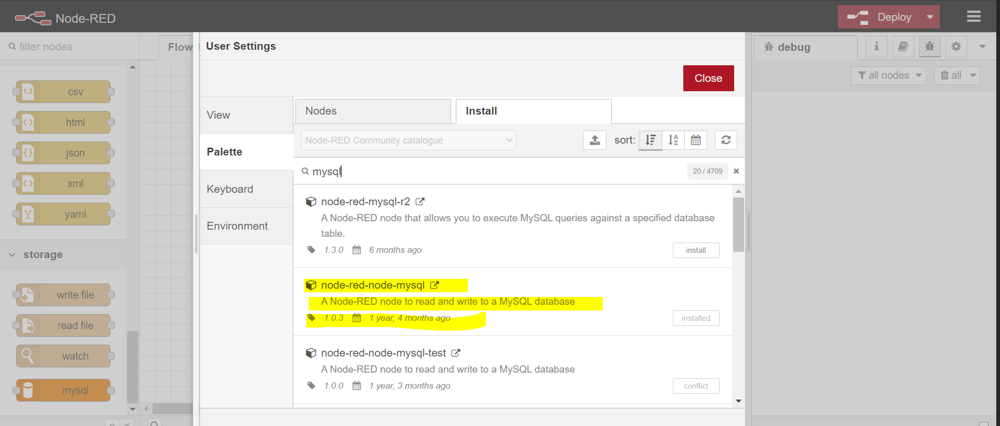 Node-RED
Deploy
filter nodes
Flow
User Settings
debug
Close
all nodes
all
1,2 csv
html
json
xml
Y yaml
storage
write file
read file
watch
mysql
View
Palette
Keyboard
Environment
Nodes
Install
Node-RED Community catalogue
sort:
A
Z
mysql
20 / 4709
node-red-mysql-r2
A Node-RED node that allows you to execute MySQL queries against a specified database
table.
1.3.0 6 months ago
install
node-red-node-mysql
A Node-RED node to read and write to a MySQL database
1.0.3 1 year, 4 months ago
installed
node-red-node-mysql-test
A Node-RED node to read and write to a MySQL database
1.0.0 1 year, 3 months ago
conflict